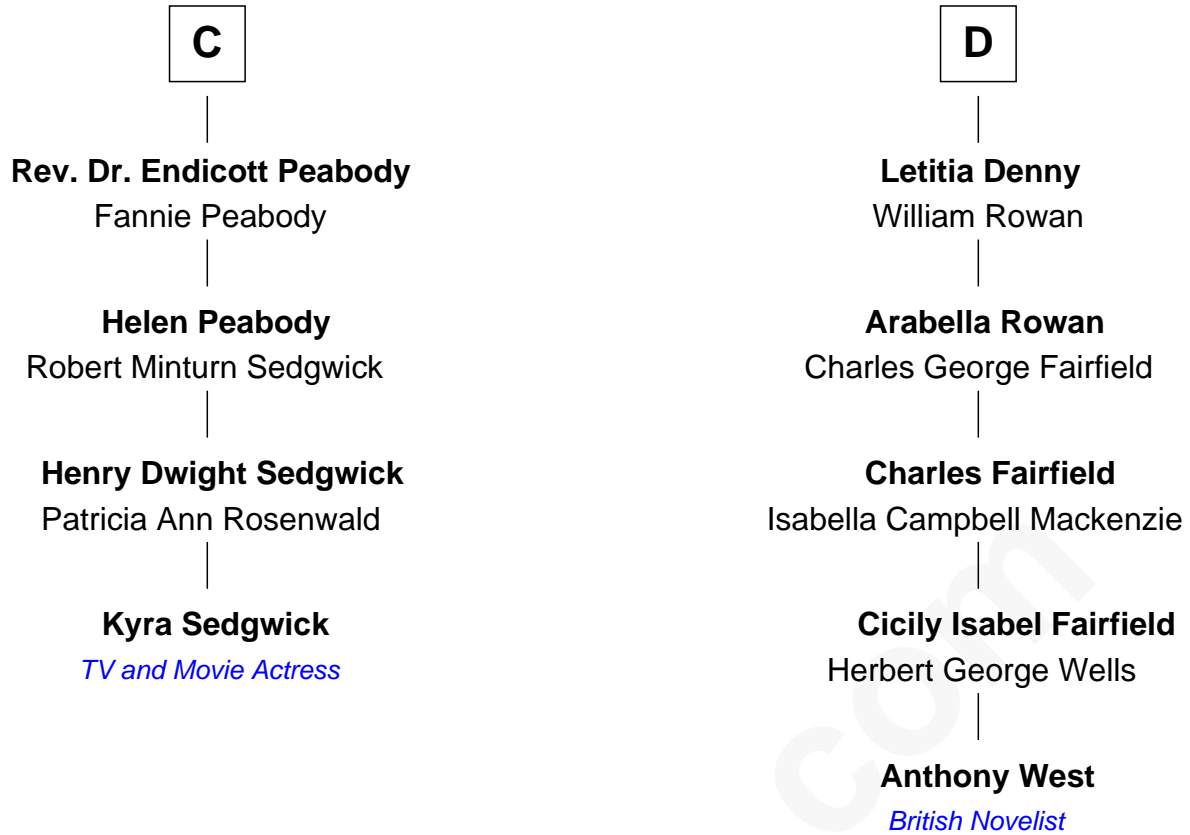 C
Rev. Dr. Endicott Peabody
Fannie Peabody
Helen Peabody
Robert Minturn Sedgwick
Henry Dwight Sedgwick
Patricia Ann Rosenwald
Kyra Sedgwick
TV and Movie Actress
D
Letitia Denny
William Rowan
Arabella Rowan
Charles George Fairfield
Charles Fairfield
Isabella Campbell Mackenzie
Cicily Isabel Fairfield
Herbert George Wells
Anthony West
British Novelist
com